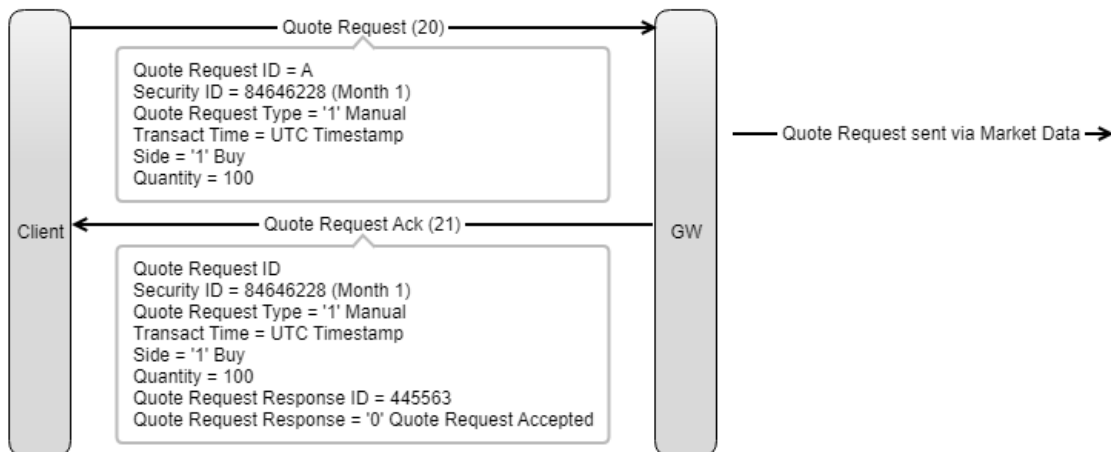 Quote Request (20)
Quote Request ID = A
Security ID = 84646228 (Month 1)
Quote Request Type = '1' Manual
Transact Time = UTC Timestamp
Side = '1' Buy
Quantity = 100
Quote Request sent via Market Data
Client
Quote Request Ack (21)
GW
Quote Request ID
Security ID = 84646228 (Month 1)
Quote Request Type = '1' Manual
Transact Time = UTC Timestamp
Side = '1' Buy
Quantity = 100
Quote Request Response ID = 445563
Quote Request Response = '0' Quote Request Accepted